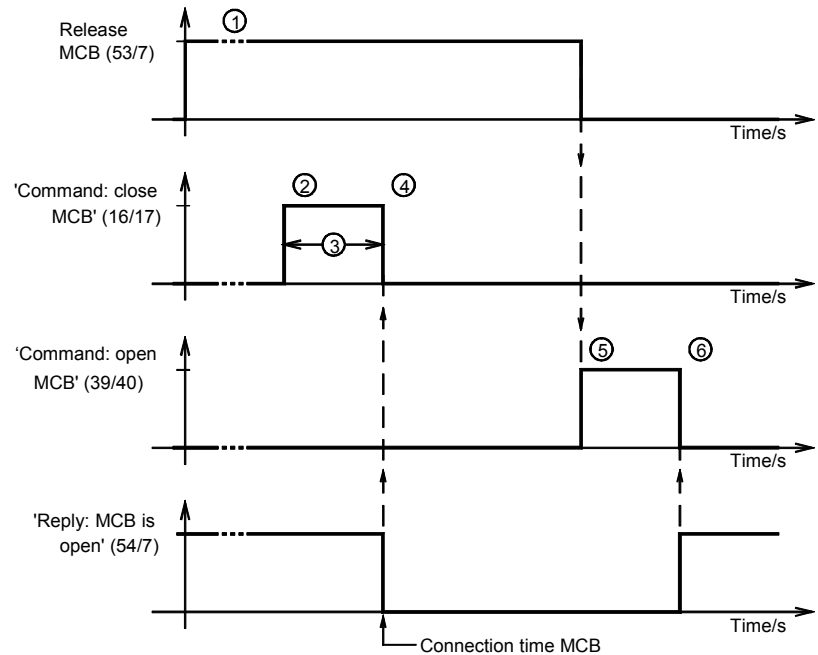 Release
MCB (53/7)
①
Time/s
'Command: close
MCB' (16/17)
②
④
③
Time/s
‘Command: open
MCB' (39/40)
⑤
⑥
Time/s
'Reply: MCB is
open' (54/7)
Time/s
Connection time MCB